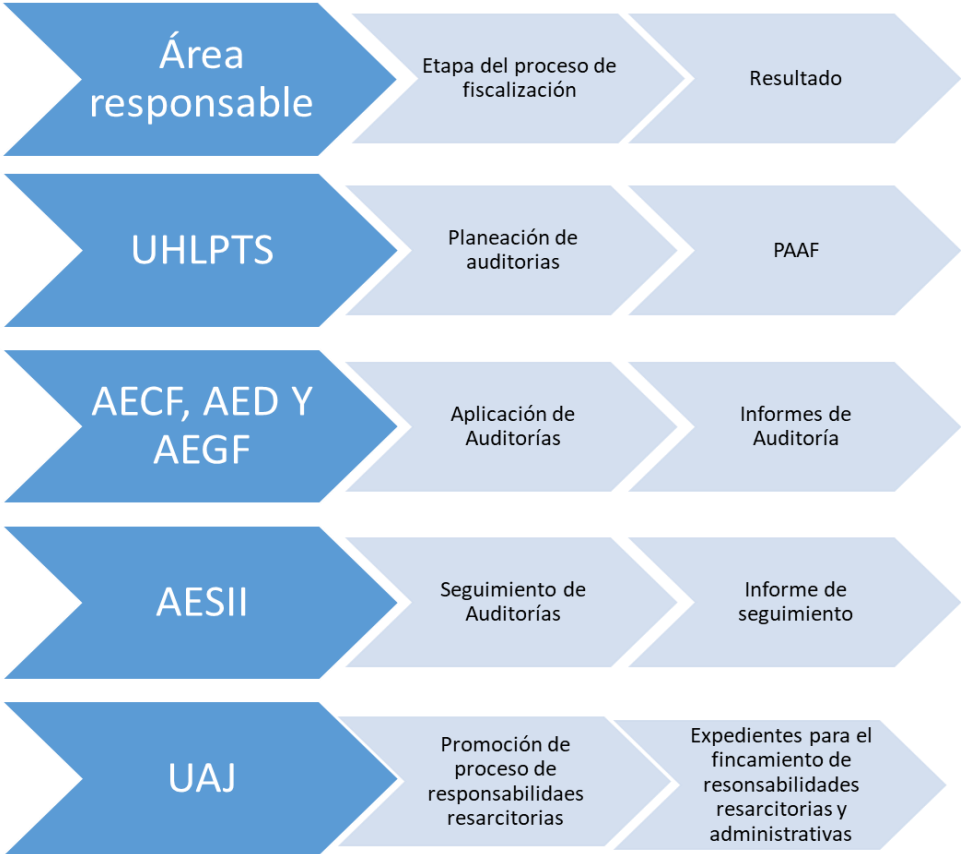 Área
responsable
Etapa del proceso de
fiscalización
Resultado
UHLPTS
Planeación de
auditorias
PAAF
AECF, AED Y
AEGF
Aplicación de
Auditorías
Informes de
Auditoría
AESII
Seguimiento de
Auditorías
Informe de
seguimiento
UAJ
Promoción de
proceso de
responsabilidaes
resarcitorias
Expedientes para el
fincamiento de
resonsabilidades
resarcitorias y
administrativas